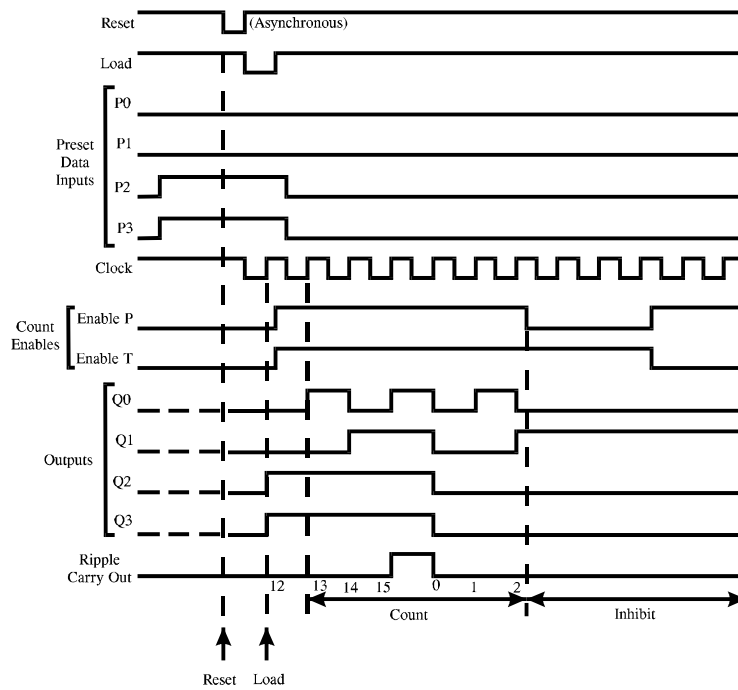 Reset
(Asynchronous)
Load
P0
P1
Preset
Data
Inputs
P2
P3
Clock
Enable P
Count
Enables
Enable T
Q0
Q1
Outputs
Q2
Q3
Ripple
Carry Out
12 13 14 15 0 1 2
Count
Inhibit
Reset
Load